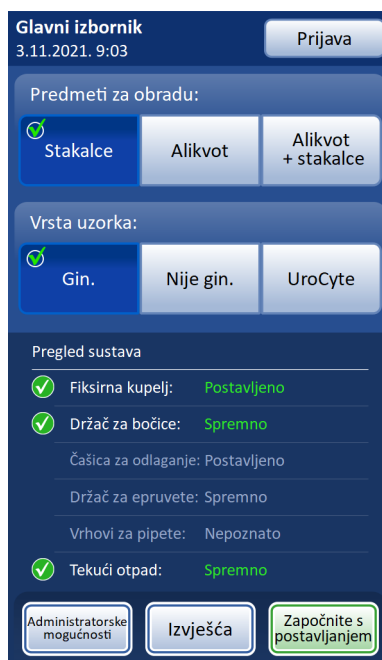 Glavni izbornik
3.11.2021. 9:03
Prijava
Predmeti za obradu:
Stakalce
Alikvot
Alikvot
+ stakalce
Vrsta uzorka:
Gin.
Nije gin.
UroCyte
Pregled sustava
Fiksirna kupelj: Postavljeno
Držač za bočice: Spremno
Čašica za odlaganje: Postavljeno
Držač za epruvete: Spremno
Vrhovi za pipete: Nepoznato
Tekući otpad: Spremno
Administratorske
mogućnosti
Izvješća
Započnite s
postavljanjem